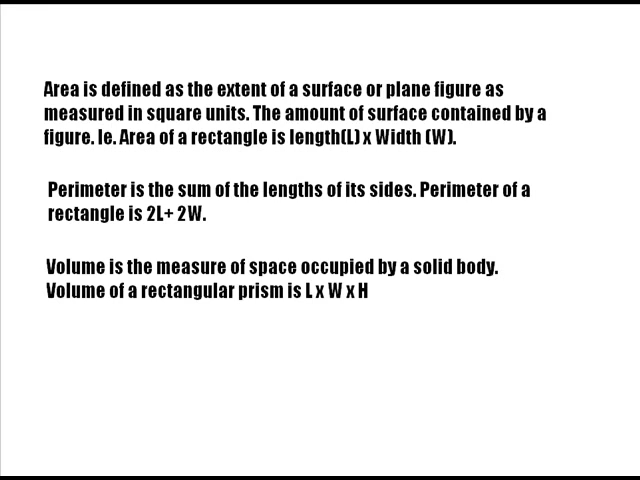 Area is defined as the extent of a surface or plane figure as
measured in square units. The amount of surface contained by a
figure. Ie. Area of a rectangle is length(L) x Width (W).
Perimeter is the sum of the lengths of its sides. Perimeter of a
rectangle is 2L+ 2W.
Volume is the measure of space occupied by a solid body.
Volume of a rectangular prism is L x W x H